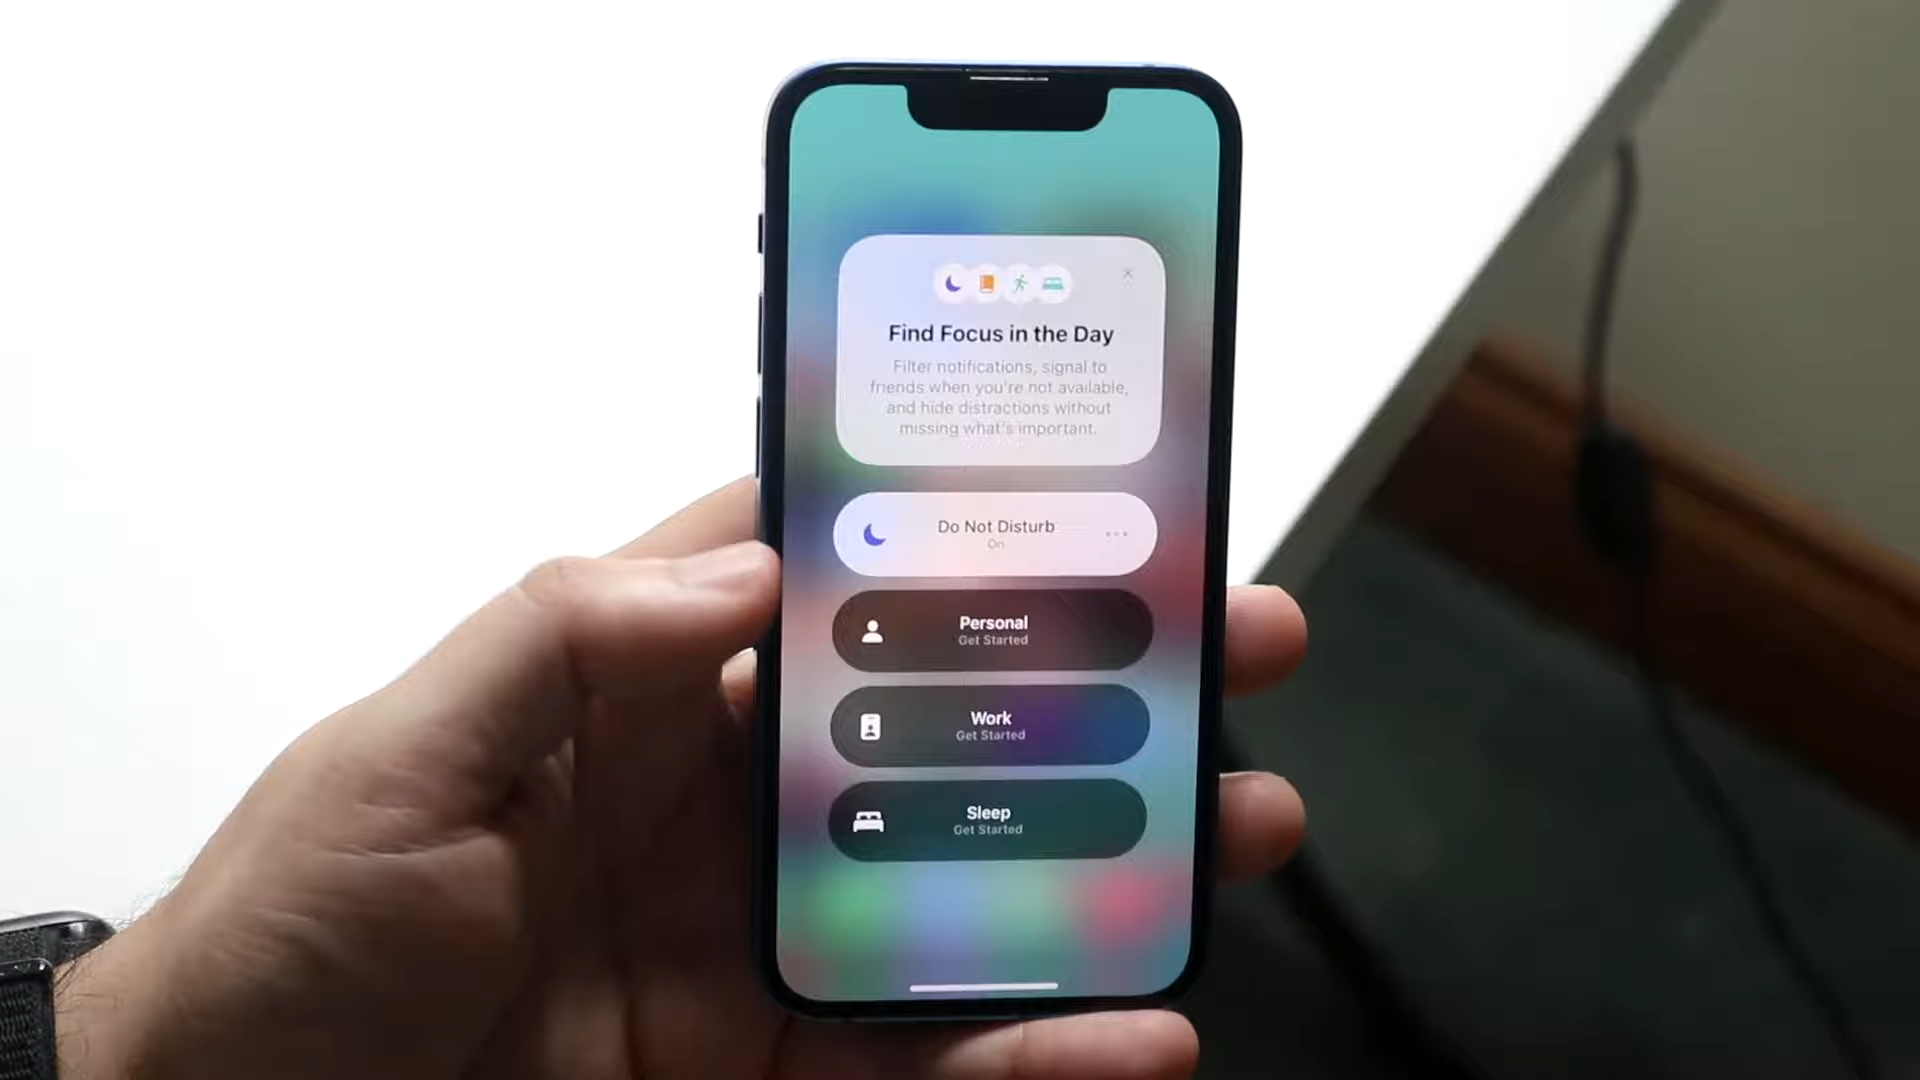 Find Focus in the Day
Filter notifications, signal to
friends when you're not available,
and hide distractions without
missing what's important.
Do Not Disturb
On
Personal
Get Started
Work
Get Started
Sleep
Get Started